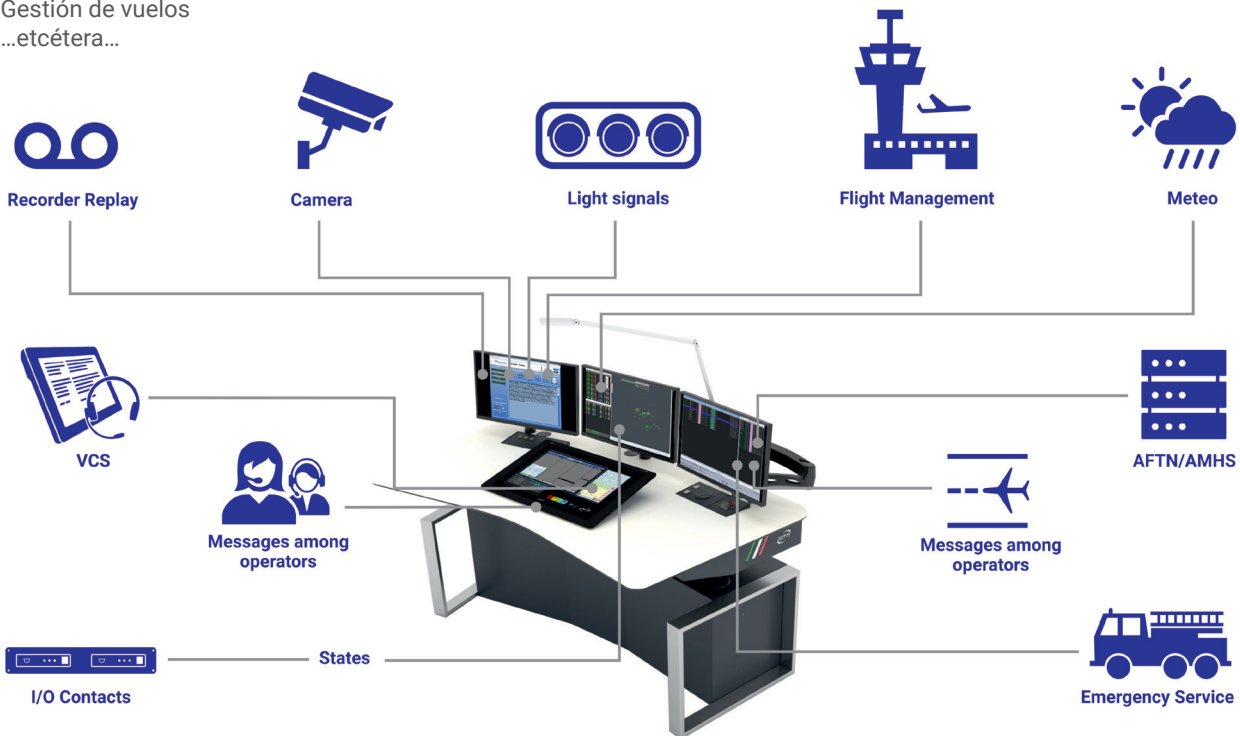 Gestión de vuelos
…etcétera…
Recorder Replay
Camera
Light signals
Flight Management
Meteo
VCS
AFTN/AMHS
Messages among
operators
Messages among
operators
States
I/O Contacts
Emergency Service